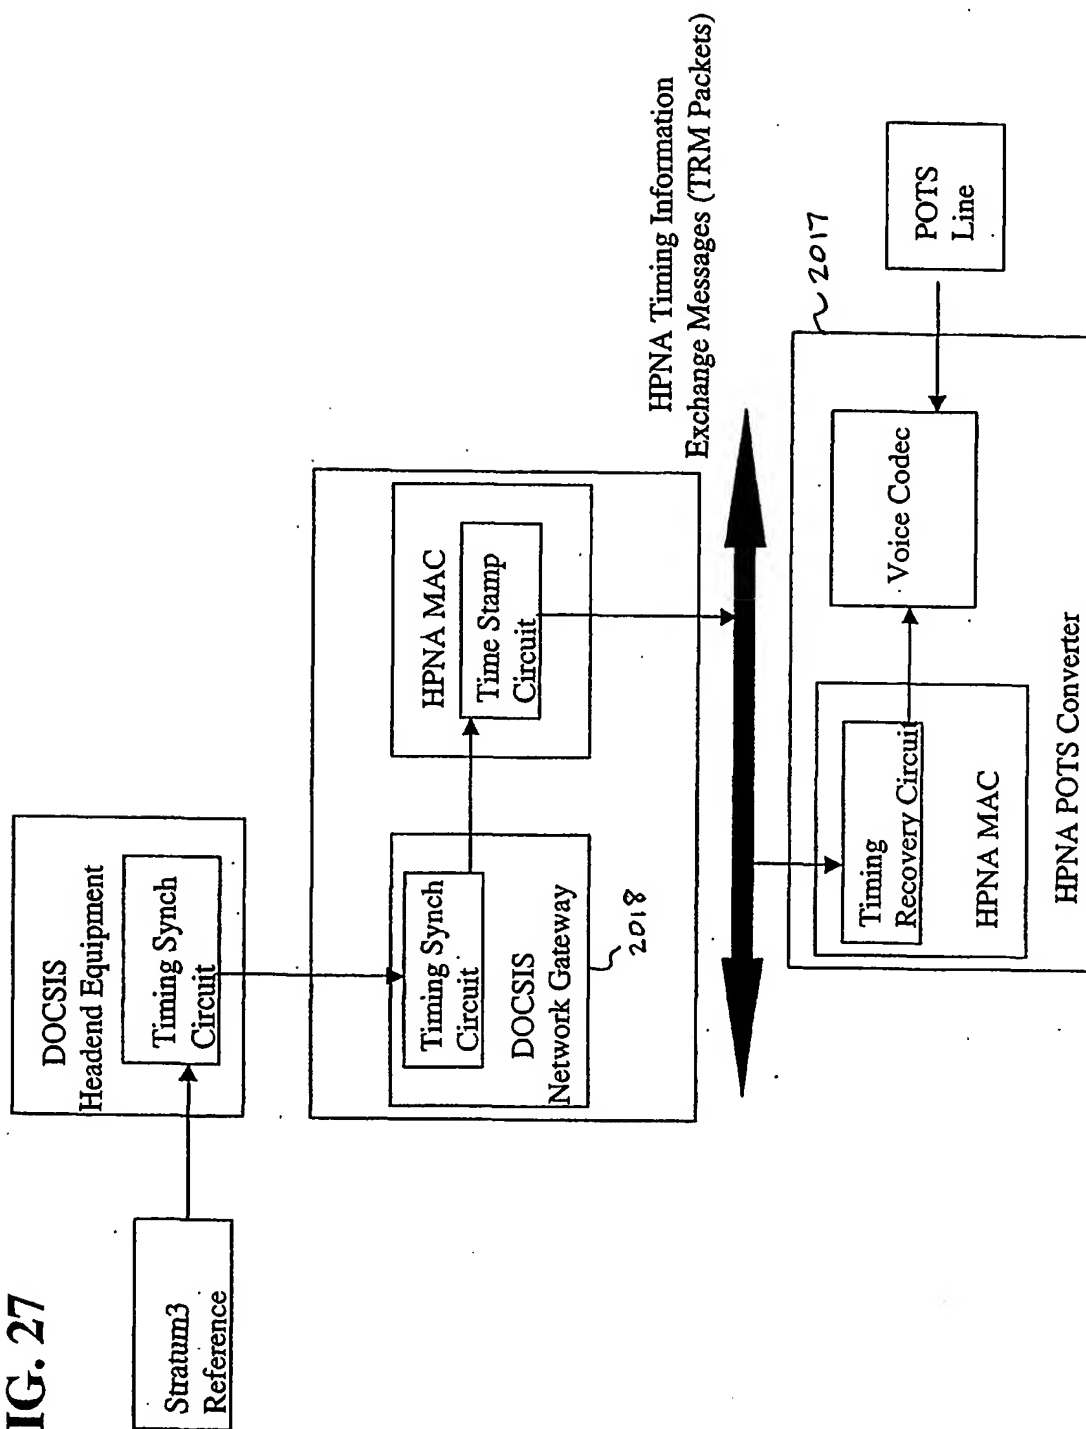 IG. 27
Stratum3
Reference
DOCSIS
Headend Equipment
Timing Synch
Circuit
Timing Synch
Circuit
DOCSIS
Network Gateway
2018
HPNA MAC
Time Stamp
Circuit
HPNA Timing Information
Exchange Messages (TRM Packets)
2017
Timing
Recovery Circuit
HPNA MAC
Voice Codec
POTS
Line
HPNA POTS Converter